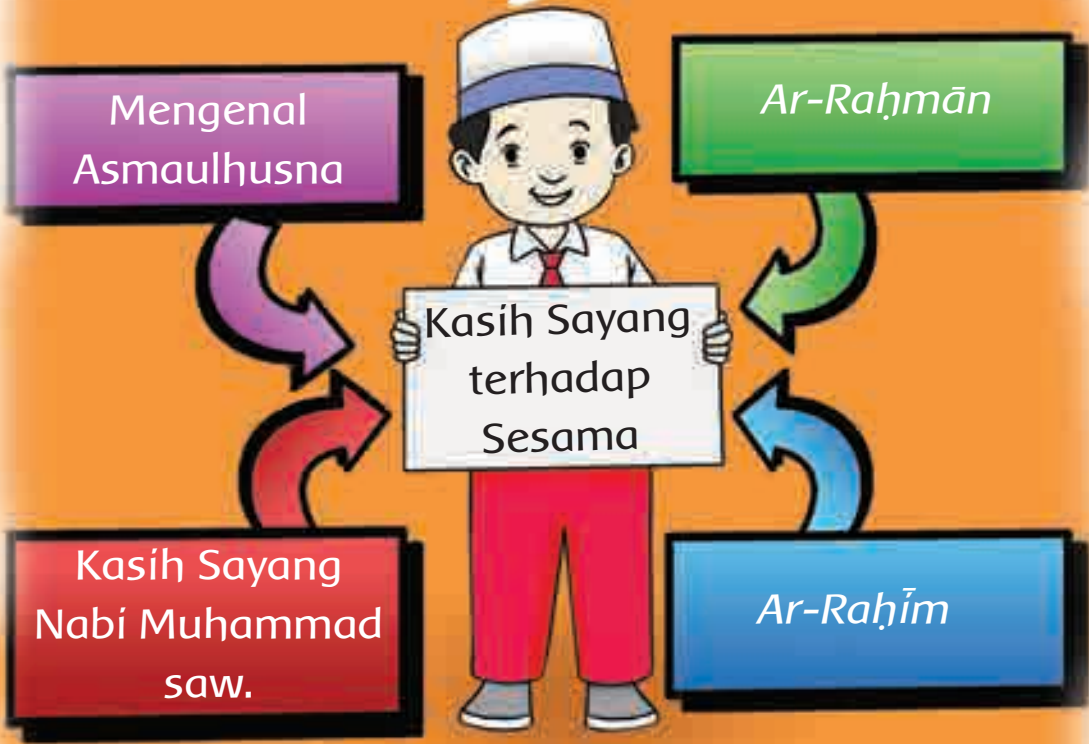 Mengenal
Asmaulhusna
Ar-Raḥmān
Kasih Sayang
terhadap
Sesama
Kasih Sayang
Nabi Muhammad
saw.
Ar-Raḥīm